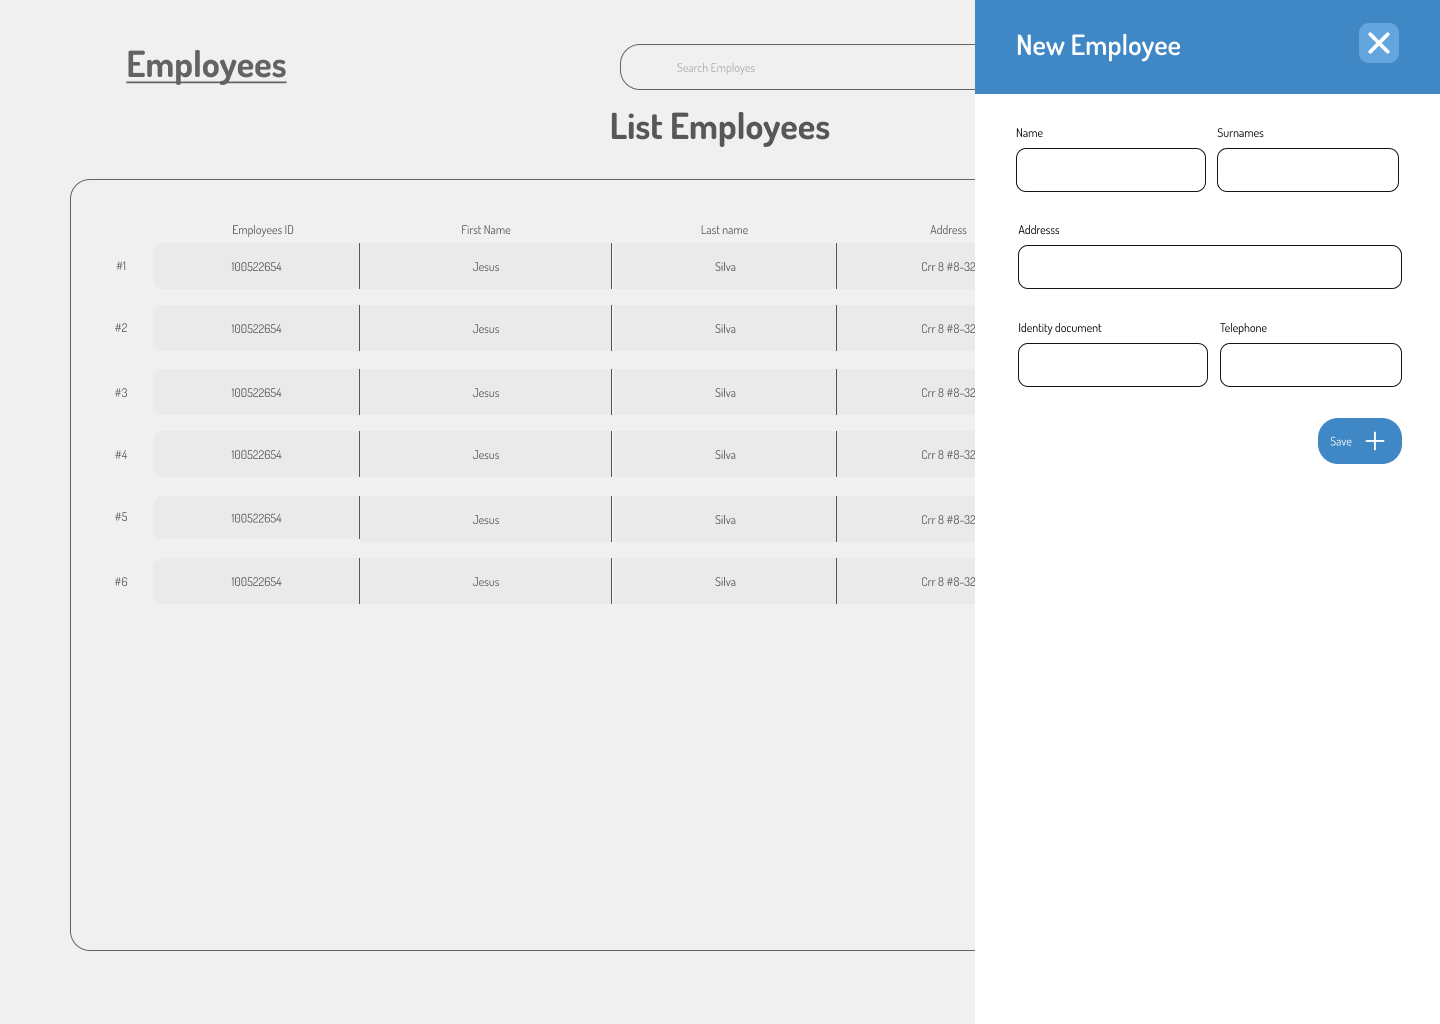 Employees
Search Employes
List Employees
Employees ID First Name Last name Address
#1 100522654 Jesus Silva Crr 8 #8-32
#2 100522654 Jesus Silva Crr 8 #8-32
#3 100522654 Jesus Silva Crr 8 #8-32
#4 100522654 Jesus Silva Crr 8 #8-32
#5 100522654 Jesus Silva Crr 8 #8-32
#6 100522654 Jesus Silva Crr 8 #8-32
New Employee
Name Surnames
Addresss
Identity document Telephone
Save